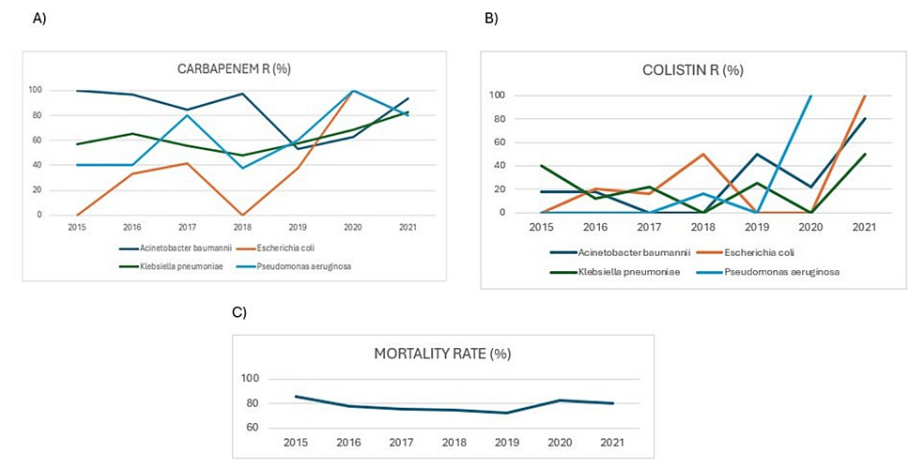 A)
B)
CARBAPENEM R (%)
100
80
60
40
20
0
2015 2016 2017 2018 2019 2020 2021
Acinetobacter baumannii Escherichia coli
Klebsiella pneumoniae Pseudomonas aeruginosa
COLISTIN R (%)
100
80
60
40
20
0
2015 2016 2017 2018 2019 2020 2021
Acinetobacter baumannii Escherichia coli
Klebsiella pneumoniae Pseudomonas aeruginosa
C)
MORTALITY RATE (%)
100
80
60
2015 2016 2017 2018 2019 2020 2021